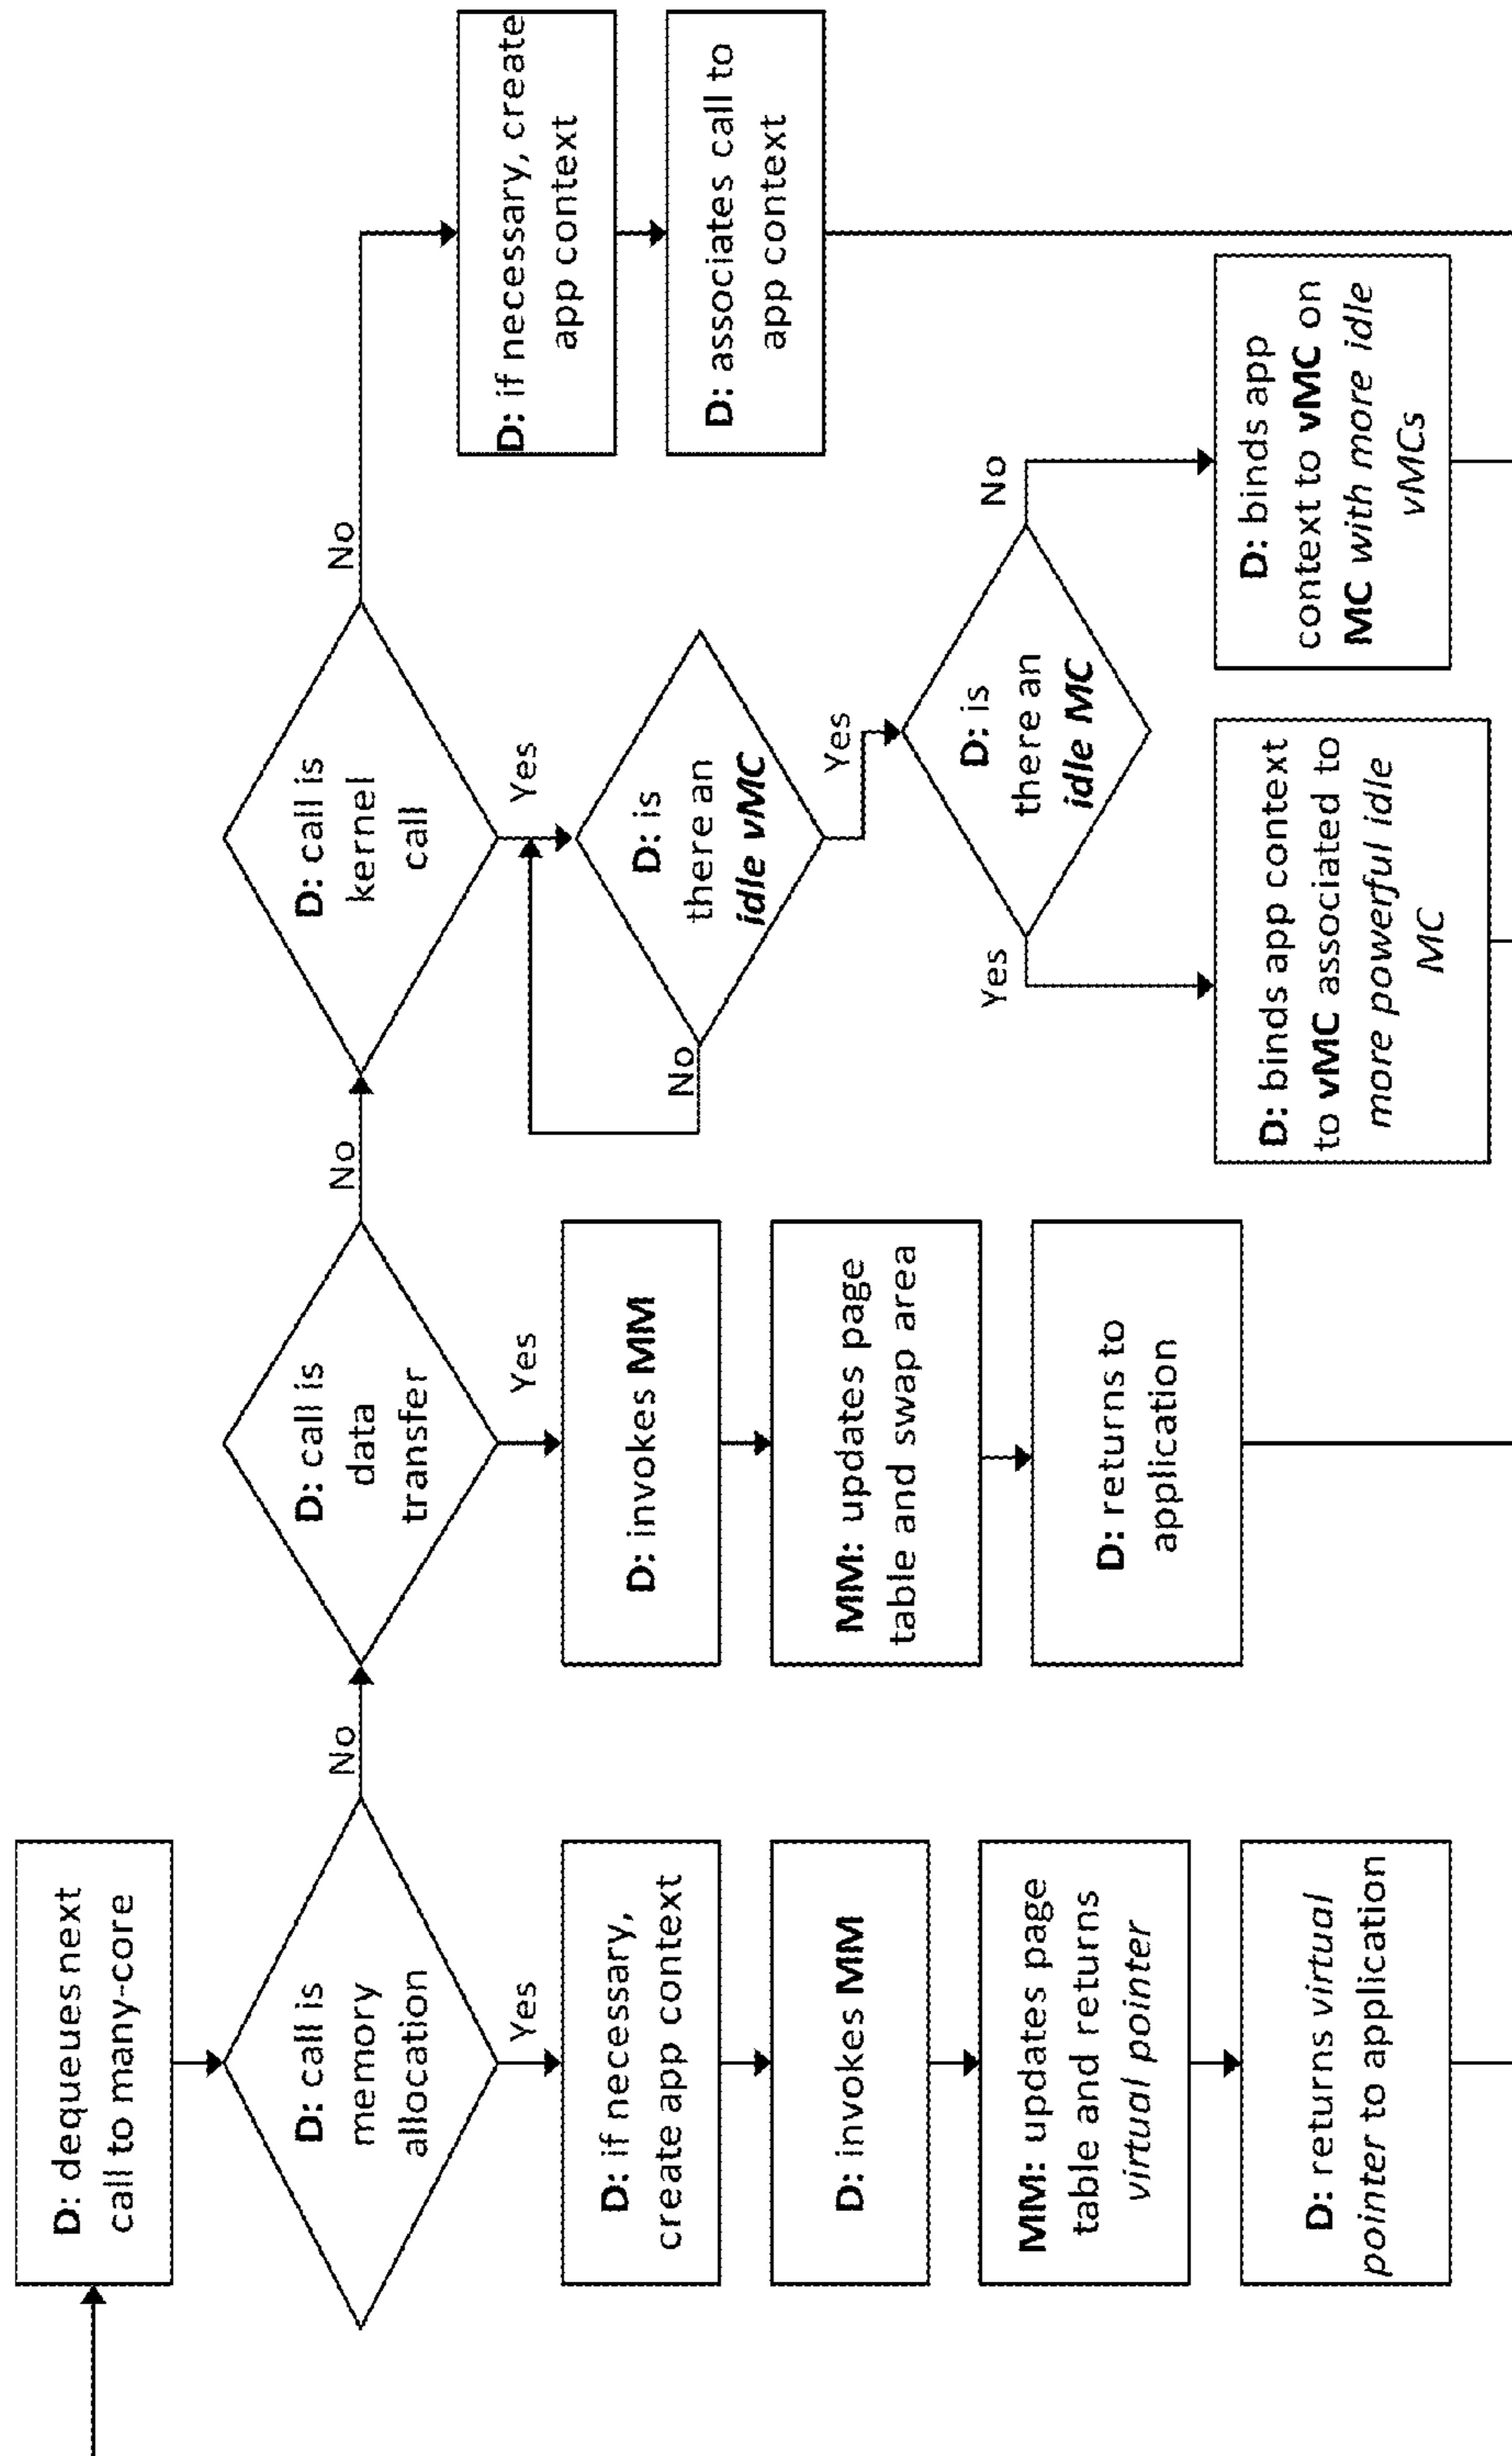 D: dequeues next
call to many-core
D: call is
memory
allocation
No
Yes
D: if necessary,
create app context
D: invokes MM
MM: updates page
table and returns
virtual pointer
D: returns virtual
pointer to application
D: call is
data
transfer
No
Yes
D: invokes MM
MM: updates page
table and swap area
D: returns to
application
D: call is
kernel
call
No
Yes
D: is
there an
idle vMC
No
Yes
D: is
there an
idle MC
Yes
No
D: binds app context
to vMC associated to
more powerful idle
MC
D: binds app
context to vMC on
MC with more idle
vMCs
D: if necessary, create
app context
D: associates call to
app context